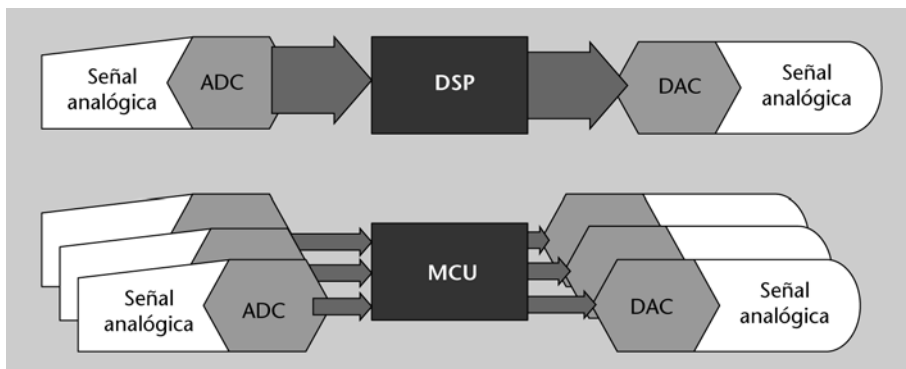 Señal
analógica
ADC
DSP
DAC
Señal
analógica
MCU
Señal
analógica
ADC
DAC
Señal
analógica